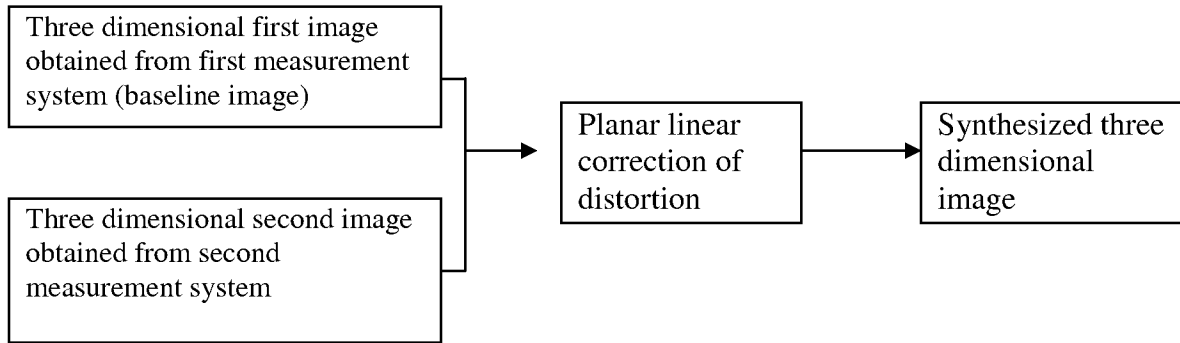 Three dimensional first image
obtained from first measurement
system (baseline image)
Three dimensional second image
obtained from second
measurement system
Planar linear
correction of
distortion
Synthesized three
dimensional
image